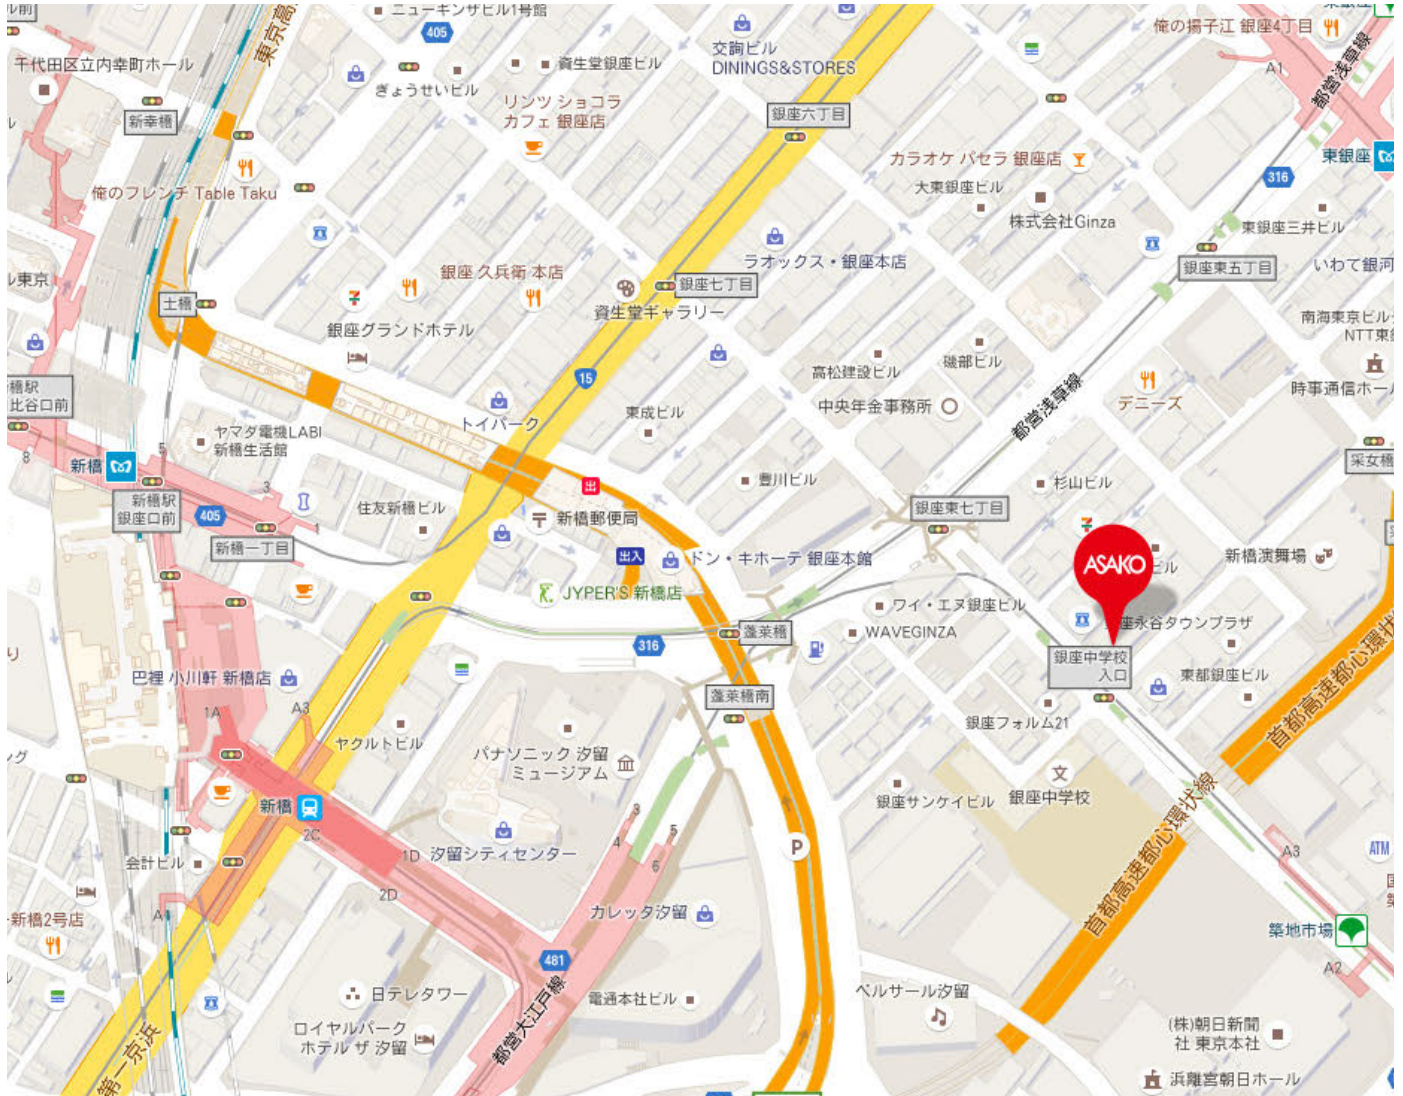 ニューギンザビル1号館
405
東京高
千代田区立内幸町ホール
ぎょうせいビル
資生堂銀座ビル
交詢ビル
DININGS&STORES
俺の揚子江 銀座4丁目
A1
都営浅草線
新幸橋
リンツ ショコラ
カフェ 銀座店
銀座六丁目
カラオケ パセラ 銀座店
東銀座
316
俺のフレンチ Table Taku
大東銀座ビル
株式会社Ginza
東銀座三井ビル
ル東京
銀座 久兵衛 本店
ラオックス・銀座本店
銀座東五丁目
いわて銀河
土橋
銀座七丁目
資生堂ギャラリー
銀座グランドホテル
南海東京ビル
NTT東
15
高松建設ビル
磯部ビル
時事通信ホー
橋駅
比谷口前
トイパーク
東成ビル
中央年金事務所
都営浅草線
デニーズ
ヤマダ電機LABI
新橋生活館
8
新橋
5
3
采女橋
豊川ビル
杉山ビル
出
新橋駅
銀座口前
405
1
住友新橋ビル
新橋郵便局
銀座東七丁目
新橋一丁目
出入
ドン・キホーテ 銀座本館
ASAKO
ビル
新橋演舞場
JYPER'S 新橋店
ワイ・エヌ銀座ビル
蓬莱橋
WAVEGINZA
座永谷タウンプラザ
316
銀座中学校
入口
東都銀座ビル
巴裡 小川軒 新橋店
蓬莱橋南
銀座フォルム21
首都高速都心環状
1A
A3
ヤクルトビル
パナソニック 汐留
ミュージアム
銀座サンケイビル
銀座中学校
新橋
2C
3
4
5
6
P
1D
汐留シティセンター
会計ビル
2D
首都高速都心環状線
A3
ATM
カレッタ汐留
新橋2号店
A
築地市場
481
A2
日テレタワー
電通本社ビル
ベルサール汐留
都営大江戸線
ロイヤルパーク
ホテル ザ 汐留
(株)朝日新聞
社 東京本社
第一京浜
浜離宮朝日ホール